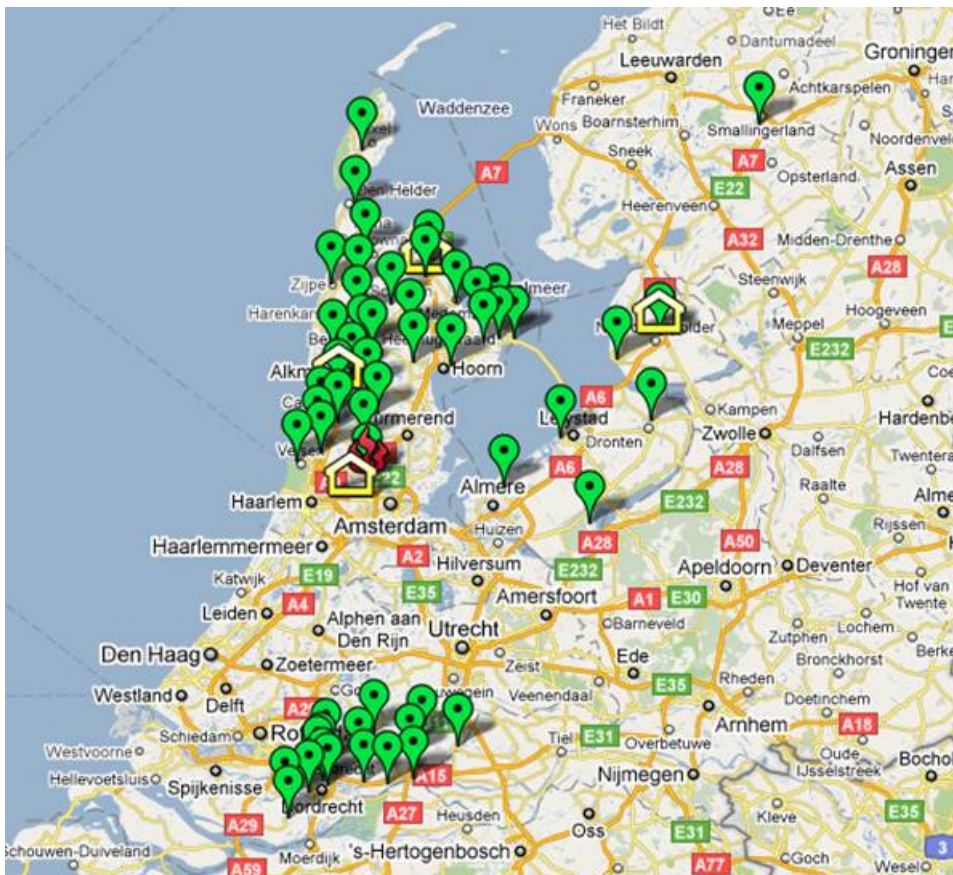 Het Bildt
Ee
Dantumadeel
Leeuwarden
Groningen
Achtkarspelen
Franeker
Waddenzee
Boarnsterhim
Smallingerland
Wons
Noordenveld
Sneek
A7
A7
Opsterland
Assen
E22
Den Helder
Heerenveen
A32
Midden-Drenthe
A28
Steenwijk
Zijpe
Hoogeveen
Meppel
E232
Hoorn
A6
Kampen
Hardenbe
Lelystad
Dronten
Zwolle
Dalfsen
A6
A28
Raalte
Almere
E232
Haarlem
Amsterdam
Huizen
Rijssen
A28
A50
Haarlemmermeer
A2
Hilversum
E232
Apeldoorn
Deventer
Katwijk
E19
E35
A1
E30
Hof van
Twente
Leiden
A4
Alphen aan
Den Rijn
Amersfoort
Barneveld
Lochem
Utrecht
Zutphen
Den Haag
Zoetermeer
Zeist
Ede
Bronckhorst
Berke
Westland
Delft
Veenendaal
E35
Rheden
Doetinchem
Arnhem
A18
Schiedam
Westvoorne
Tiel
E31
Overbetuwe
Oude
IJsselstreek
Hellevoetsluis
Spijkenisse
A15
Nijmegen
Bochol
Dordrecht
A29
A27
Heusden
Oss
Kleve
E35
E31
Schouwen-Duiveland
Moerdijk
A59
's-Hertogenbosch
A77
Goch
Wesel
3